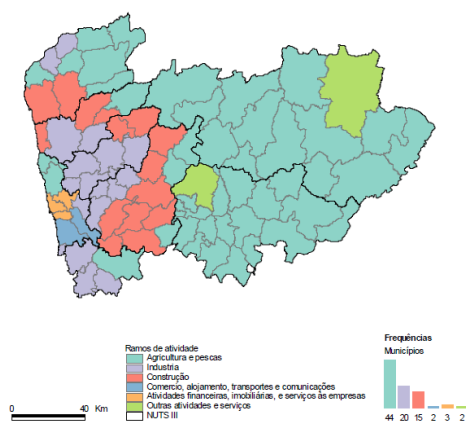 Ramos de atividade
Agricultura e pescas
Industria
Construção
Comercio, alojamento, transportes e comunicações
Atividades financeiras, imobiliárias, e serviços às empresas
Outras atividades e serviços
NUTS III
0 40 Km
Frequências
Municípios
44 20 15 2 3 2